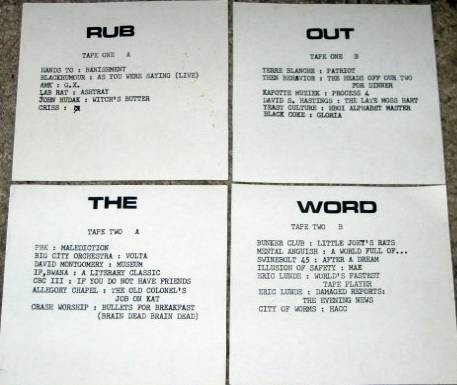 RUB
TAPE ONE A
HANDS TO : BANISHMENT
BLACKHUMOUR : AS YOU WERE SAYING (LIVE)
AMK : G.X.
LAB RAT : ASHTRAY
JOHN HUDAK : WITCH'S BUTTER
CRISS :
OUT
TAPE ONE B
TERRE BLANCHE : PATRIOT
THEN BEHAVIOR : THE HEADS OFF OUR TWO
FOR DINNER
KAPOTTE MUZIEK : PROCESS 4
DAVID S. HASTINGS : THE LATE MOSS HART
YEAST CULTURE : MBOI ALPHABET MASTER
BLACK COKE : GLORIA
THE
TAPE TWO A
PBK : MALEDICTION
BIG CITY ORCHESTRA : VOLTA
DAVID MONTGOMERY : MUSEUM
IF,BWANA : A LITERARY CLASSIC
CBC III : IF YOU DO NOT HAVE FRIENDS
ALLEGORY CHAPEL : THE OLD COLONEL'S
JOB ON KAT
CRASH WORSHIP : BULLETS FOR BREAKFAST
(BRAIN DEAD BRAIN DEAD)
WORD
TAPE TWO B
BUNKER CLUB : LITTLE JOEY'S RATS
MENTAL ANGUISH : A WORLD FULL OF...
SWINEBOLT 45 : AFTER A DREAM
ILLUSION OF SAFETY : MAE
ERIC LUNDE : WORLD'S FASTEST
TAPE PLAYER
ERIC LUNDE : DAMAGED REPORTS:
THE EVENING NEWS
CITY OF WORMS : HACC